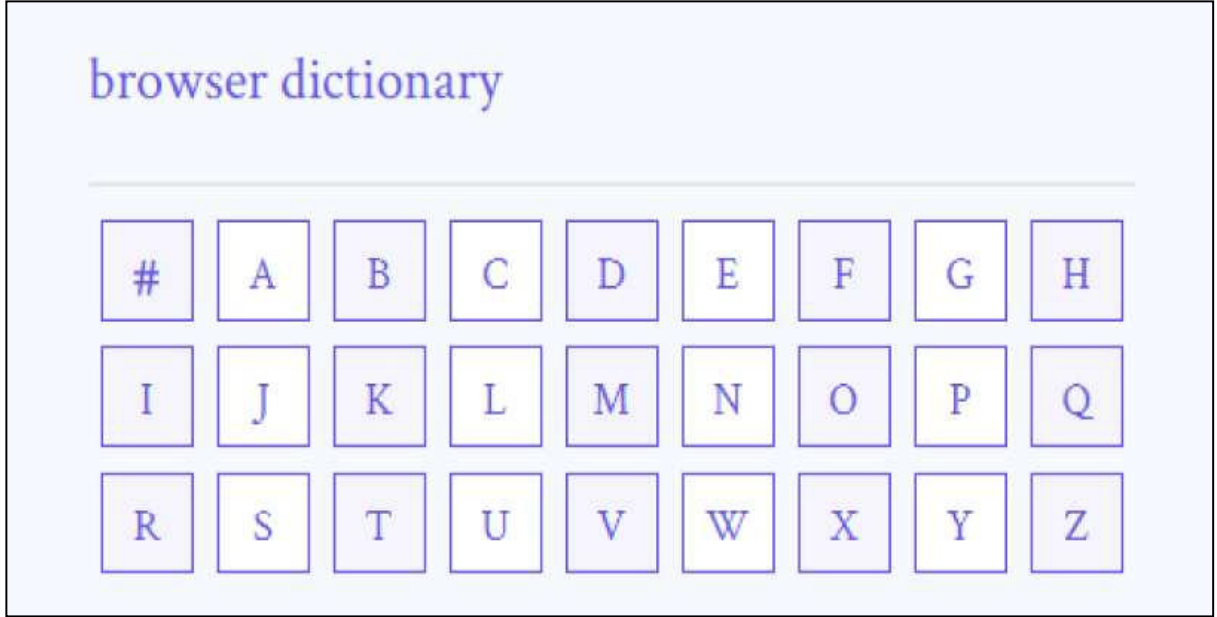 browser dictionary
# A B C D E F G H
I J K L M N O P Q
R S T U V W X Y Z